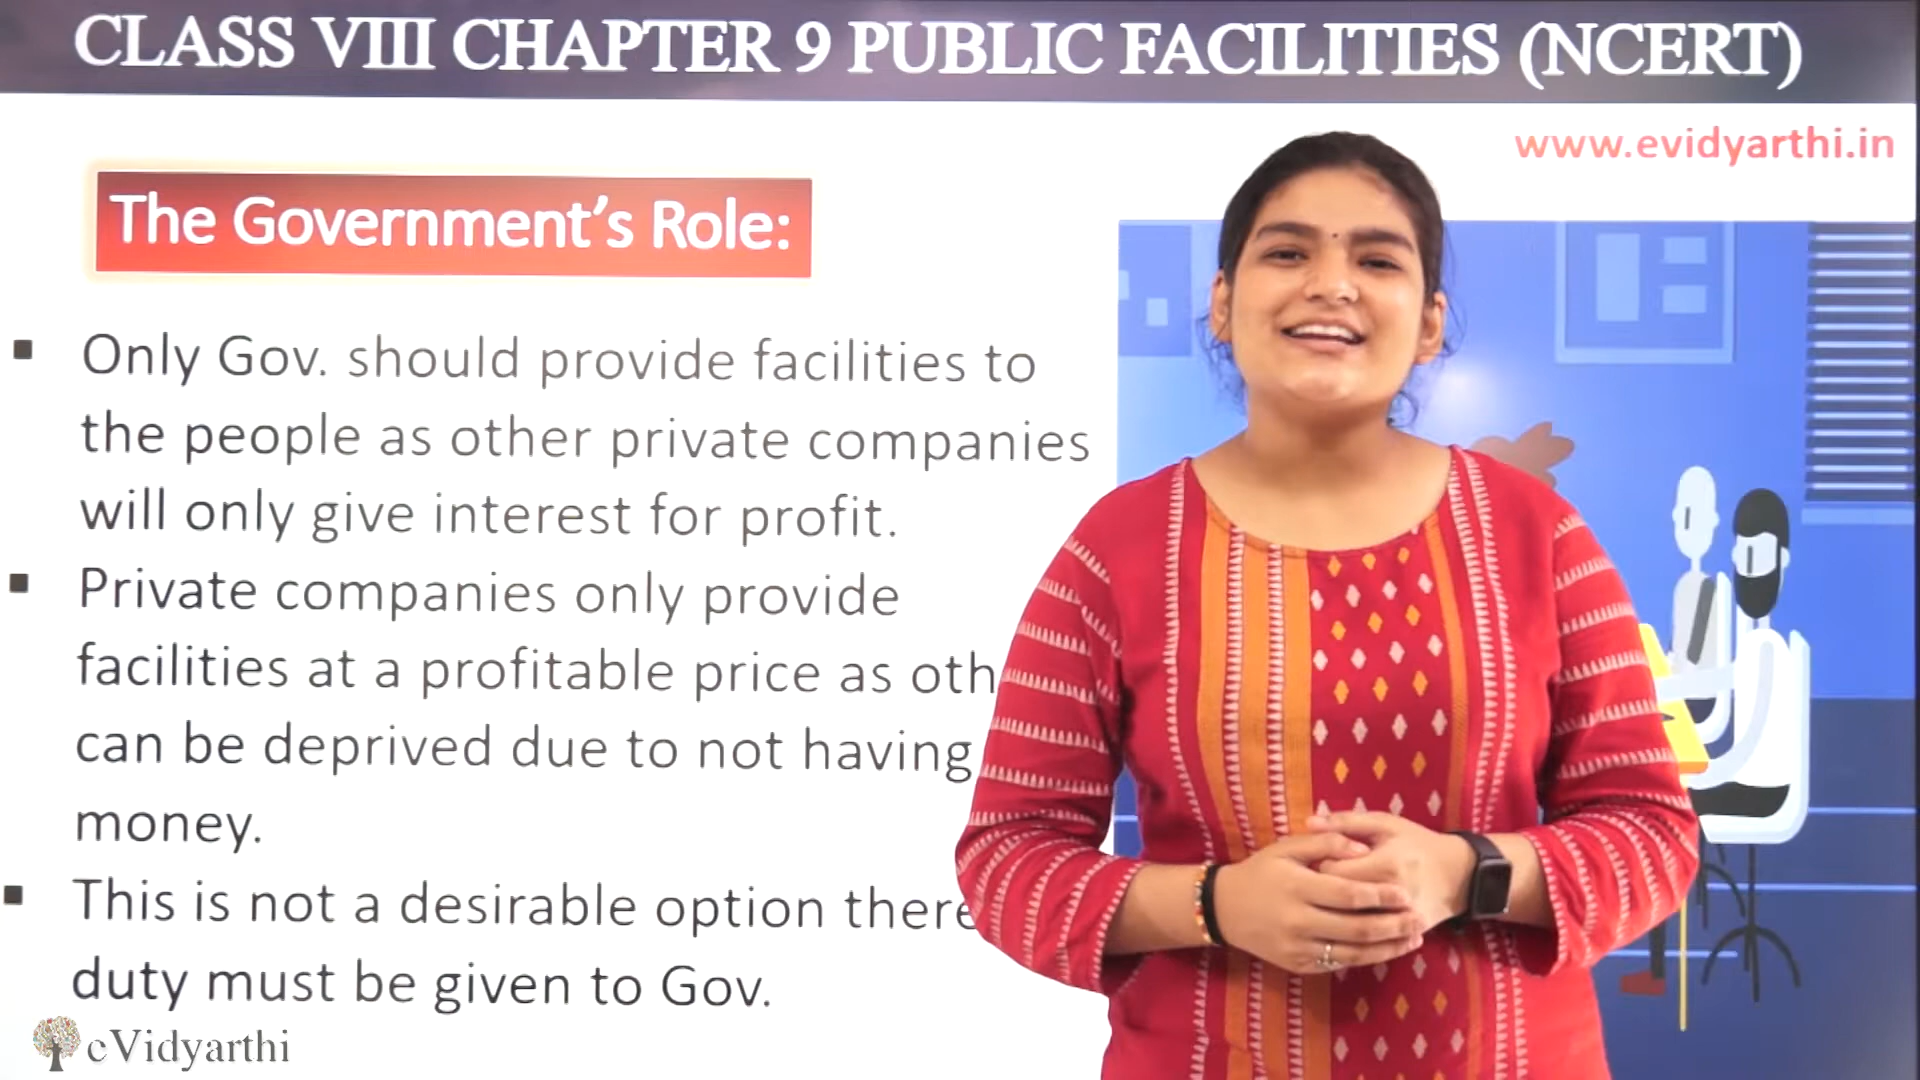 CLASS VIII CHAPTER 9 PUBLIC FACILITIES (NCERT)
www.evidyarthi.in
The Government's Role:
▪ Only Gov. should provide facilities to
the people as other private companies
will only give interest for profit.
▪ Private companies only provide
facilities at a profitable price as
can be deprived due to not having
money.
▪ This is not a desirable option
duty must be given to Gov.
eVidyarthi